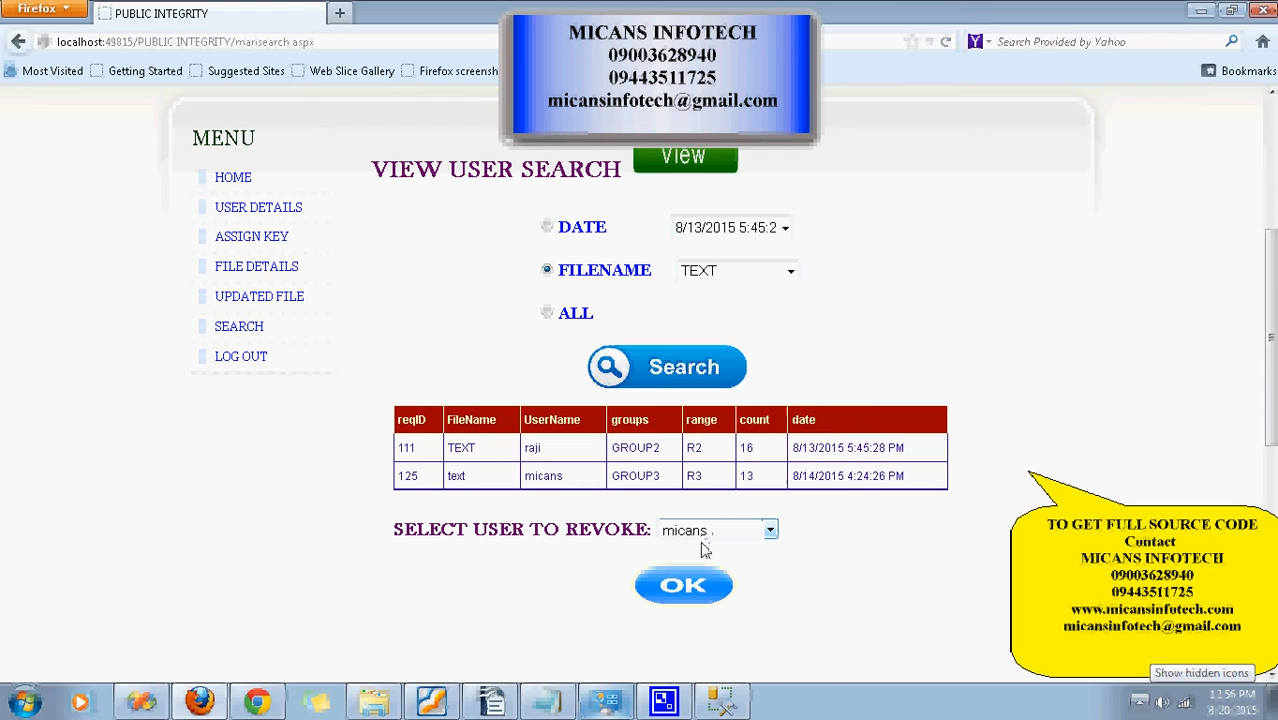 Firefox
PUBLIC INTEGRITY
localhost:49815/PUBLIC INTEGRITY/mansearch.aspx
Search Provided by Yahoo
Most Visited
Getting Started
Suggested Sites
Web Slice Gallery
Firefox screensh
Bookmarks
MICANS INFOTECH
09003628940
09443511725
micansinfotech@gmail.com
MENU
HOME
USER DETAILS
ASSIGN KEY
FILE DETAILS
UPDATED FILE
SEARCH
LOG OUT
VIEW USER SEARCH
View
DATE 8/13/2015 5:45:2
FILENAME TEXT
ALL
Search
reqID FileName UserName groups range count date
111 TEXT raji GROUP2 R2 16 8/13/2015 5:45:28 PM
125 text micans GROUP3 R3 13 8/14/2015 4:24:26 PM
SELECT USER TO REVOKE: micans
OK
TO GET FULL SOURCE CODE
Contact
MICANS INFOTECH
09003628940
09443511725
www.micansinfotech.com
micansinfotech@gmail.com
Show hidden icons
12:56 PM
8/20/2015